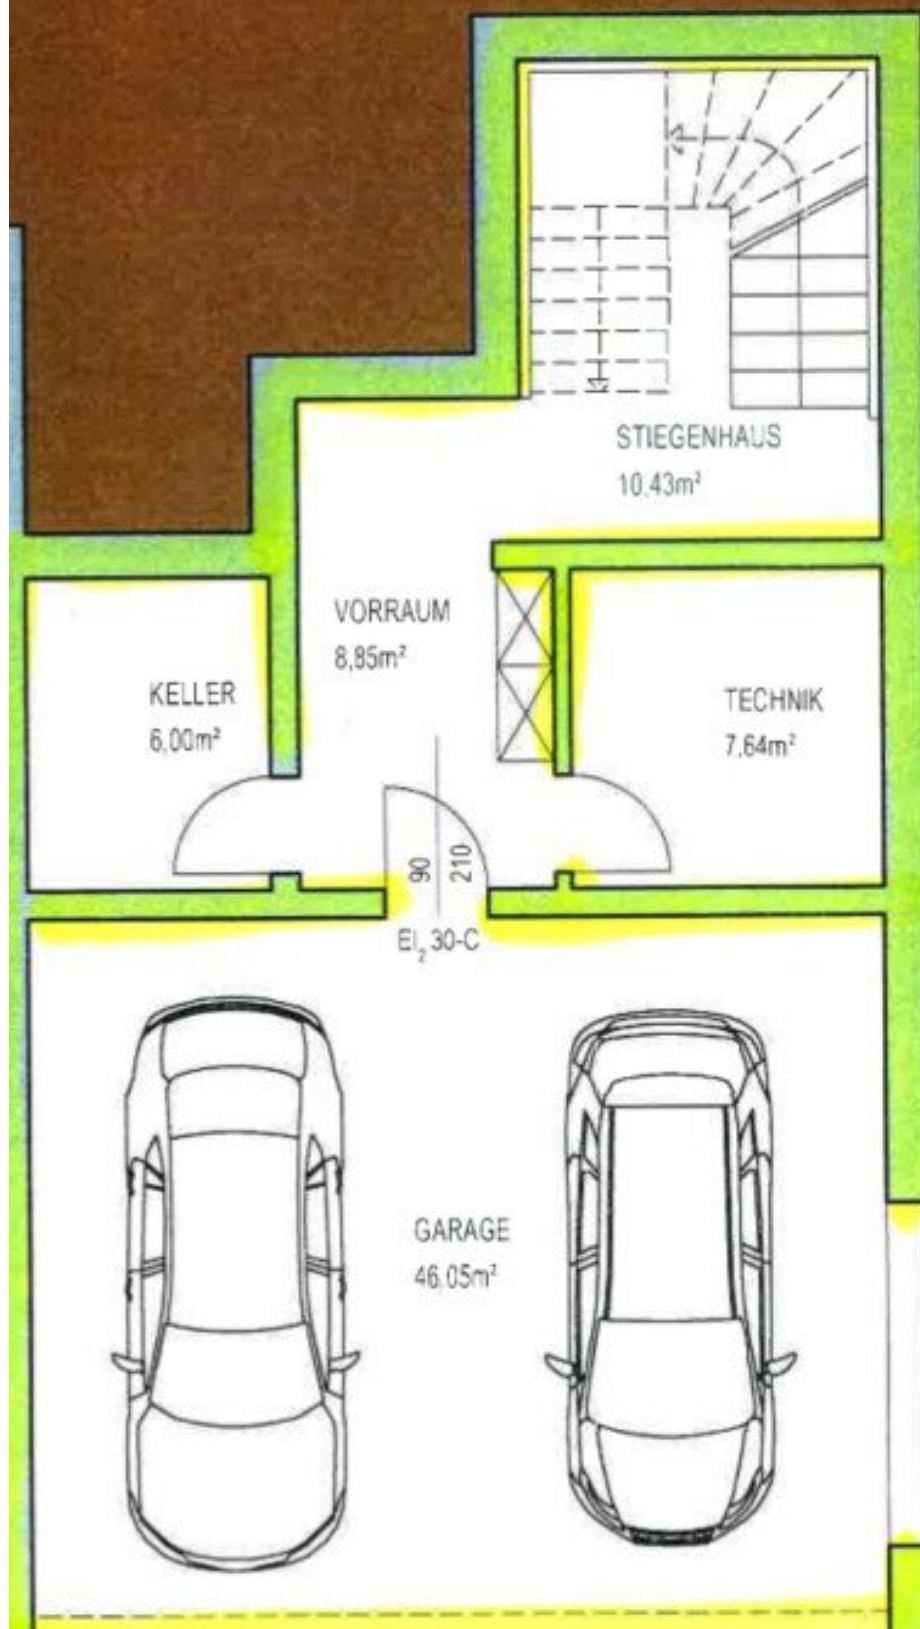 STIEGENHAUS
10,43m²
VORRAUM
8,85m²
KELLER
6,00m²
TECHNIK
7,64m²
90
210
EI₂ 30-C
GARAGE
46,05m²